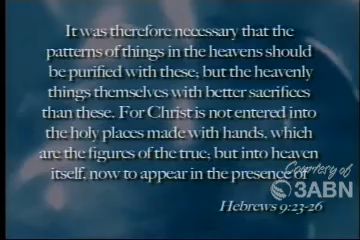 It was therefore necessary that the
patterns of things in the heavens should
be purified with these; but the heavenly
things themselves with better sacrifices
than these. For Christ is not entered into
the holy places made with hands, which
are the figures of the true; but into heaven
itself, now to appear in the presence of
Courtesy of
3ABN
Hebrews 9:23-26